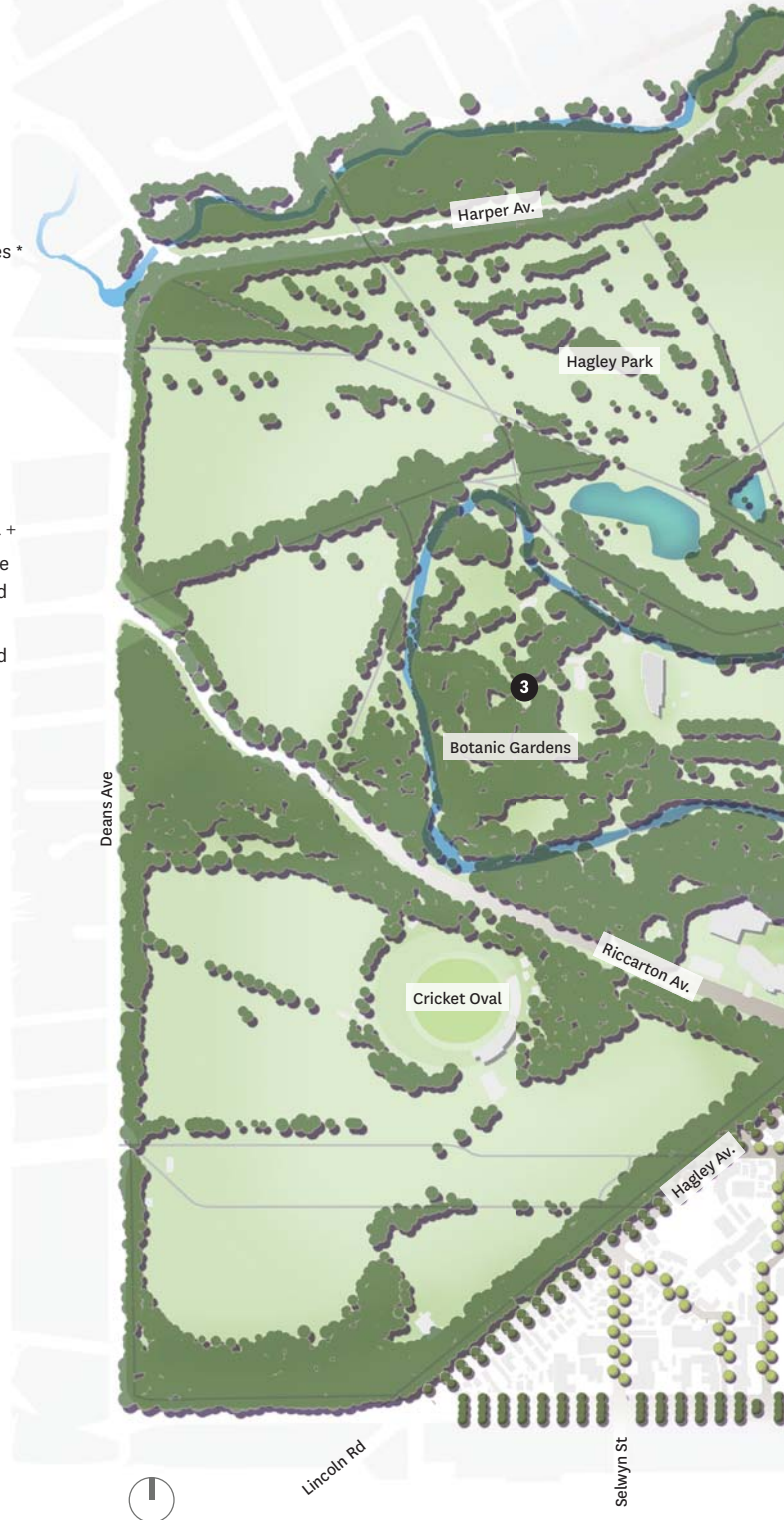 Harper Av.
es *
Hagley Park
+
e
d
d
3
Botanic Gardens
Deans Ave
Riccarton Av.
Cricket Oval
Hagley Av.
Lincoln Rd
Selwyn St